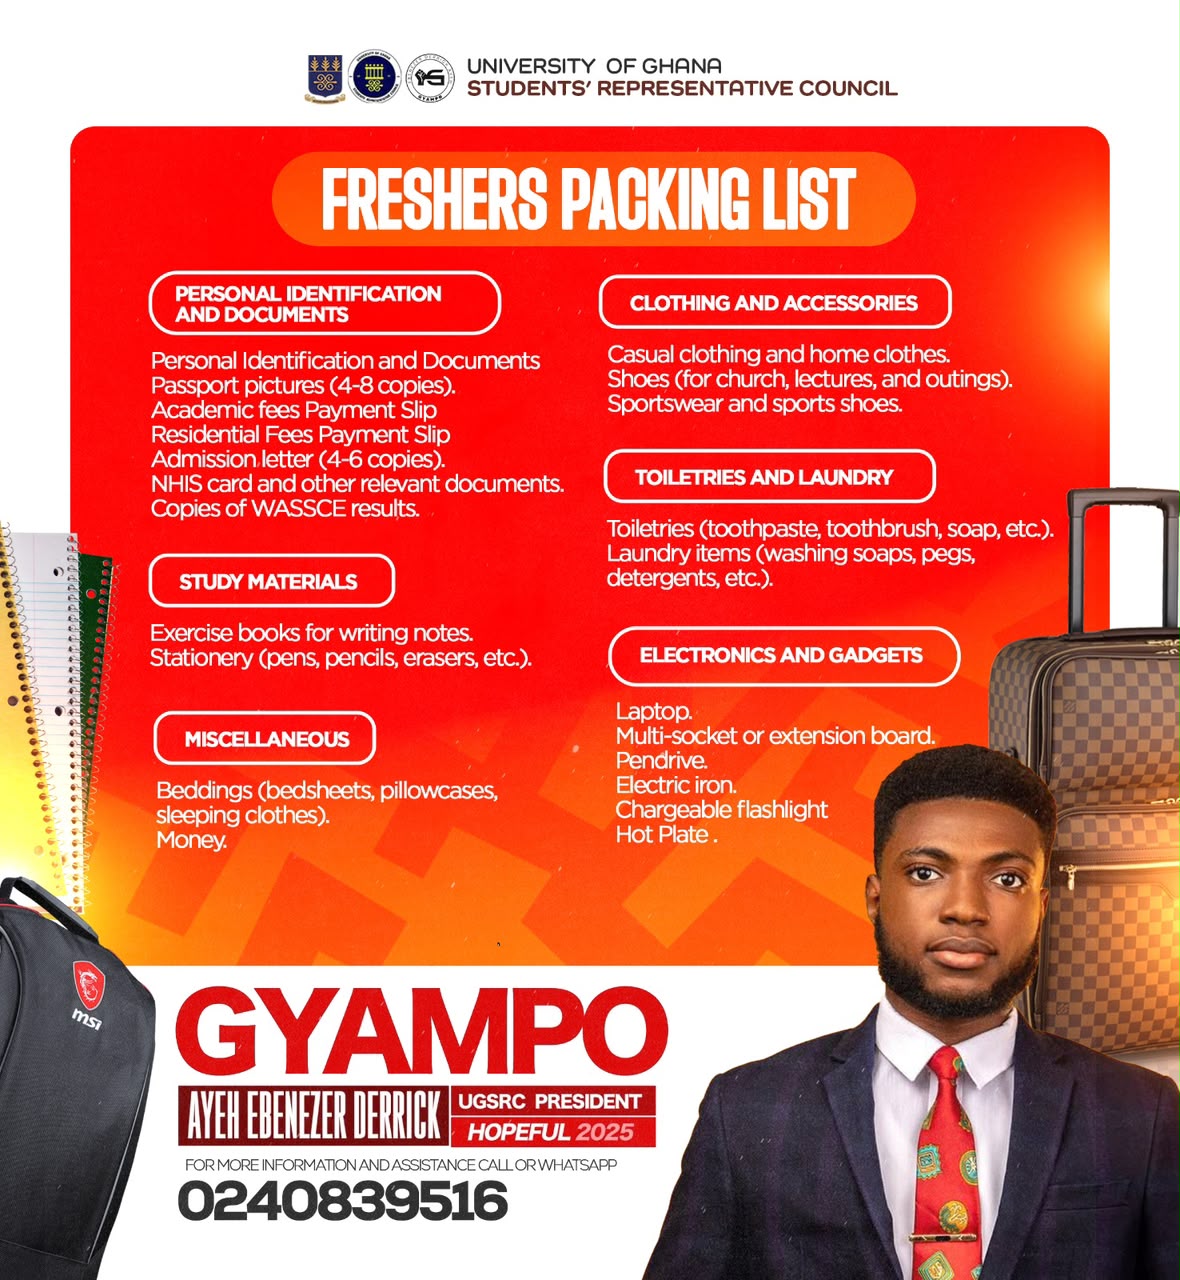 UNIVERSITY OF GHANA
STUDENTS' REPRESENTATIVE COUNCIL
GYAMPO
FRESHERS PACKING LIST
PERSONAL IDENTIFICATION
AND DOCUMENTS
Personal Identification and Documents
Passport pictures (4-8 copies).
Academic fees Payment Slip
Residential Fees Payment Slip
Admission letter (4-6 copies).
NHIS card and other relevant documents.
Copies of WASSCE results.
STUDY MATERIALS
Exercise books for writing notes.
Stationery (pens, pencils, erasers, etc.).
MISCELLANEOUS
Beddings (bedsheets, pillowcases,
sleeping clothes).
Money.
CLOTHING AND ACCESSORIES
Casual clothing and home clothes.
Shoes (for church, lectures, and outings).
Sportswear and sports shoes.
TOILETRIES AND LAUNDRY
Toiletries (toothpaste, toothbrush, soap, etc.).
Laundry items (washing soaps, pegs,
detergents, etc.).
ELECTRONICS AND GADGETS
Laptop.
Multi-socket or extension board.
Pendrive.
Electric iron.
Chargeable flashlight
Hot Plate .
msi
GYAMPO
AYEH EBENEZER DERRICK
UGSRC PRESIDENT
HOPEFUL 2025
FOR MORE INFORMATION AND ASSISTANCE CALL OR WHATSAPP
0240839516